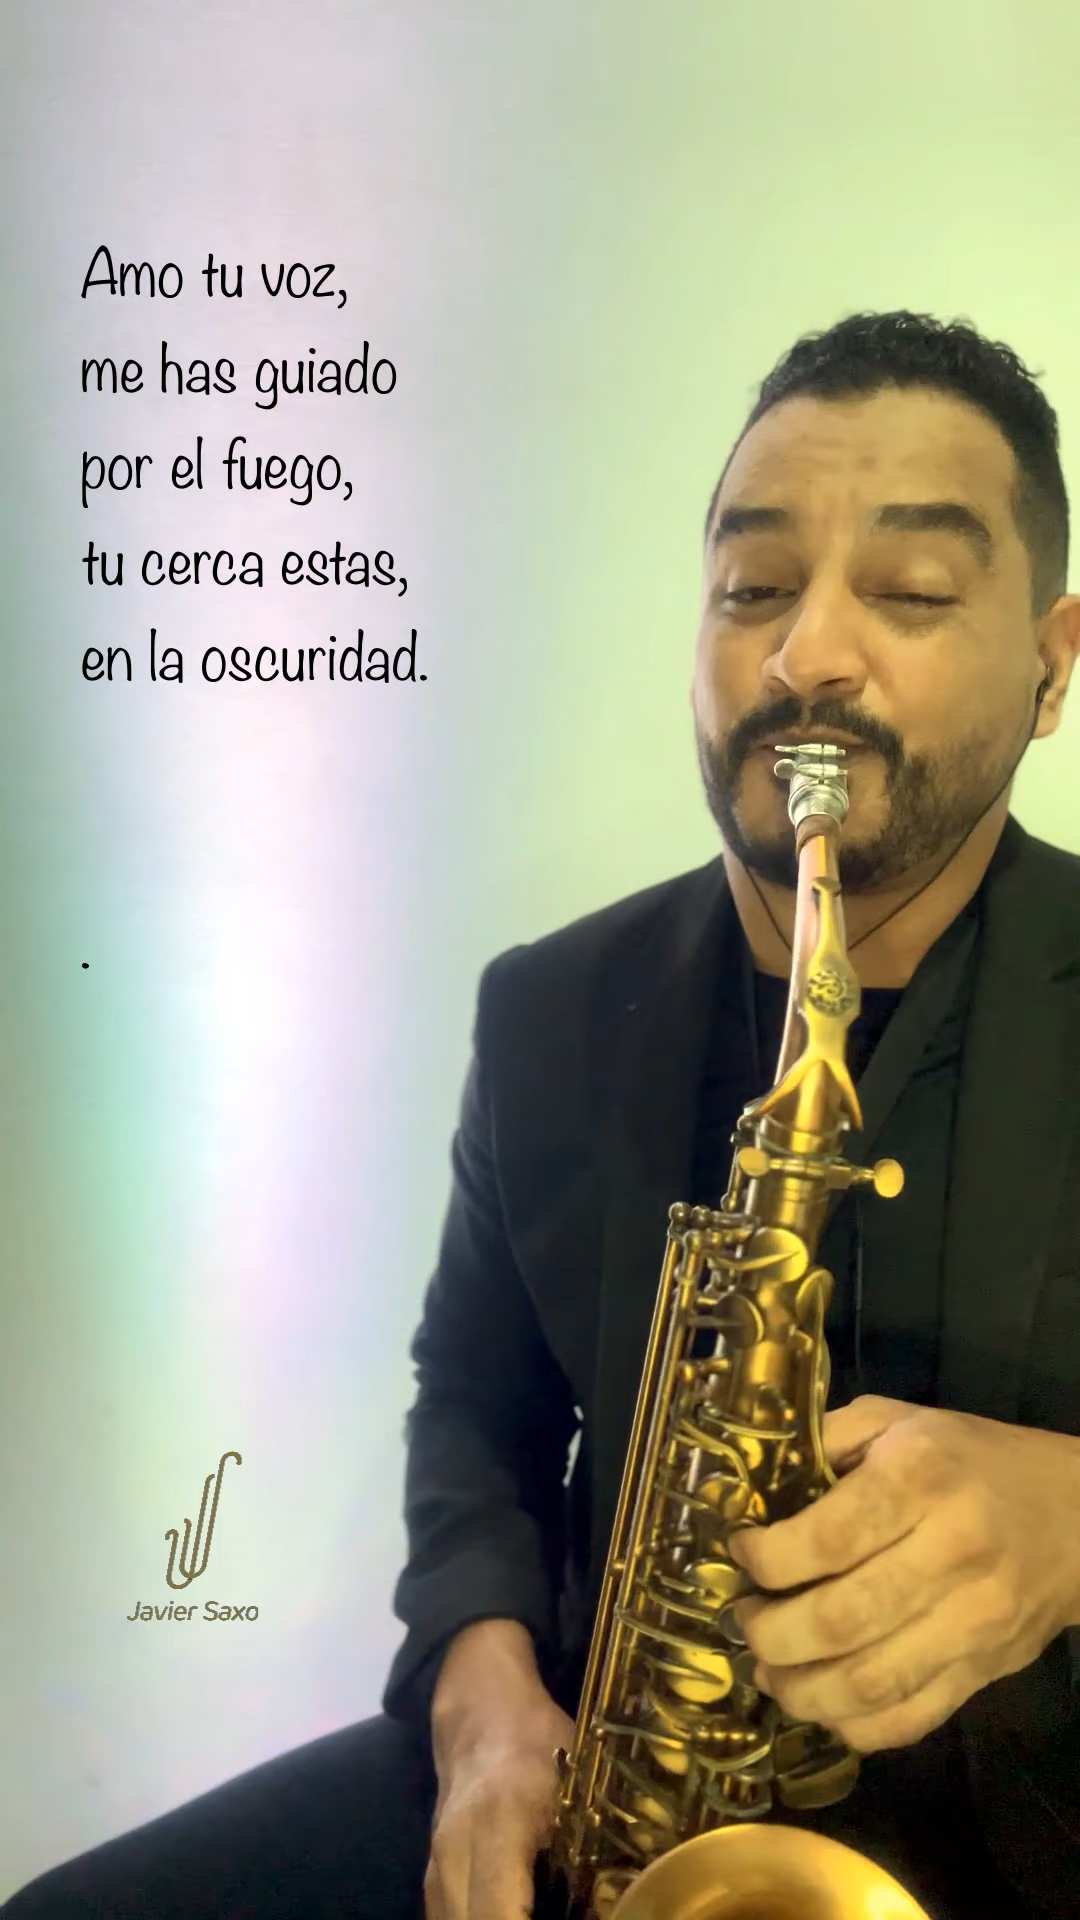 Amo tu voz,
me has guiado
por el fuego,
tu cerca estas,
en la oscuridad.
.
Javier Saxo